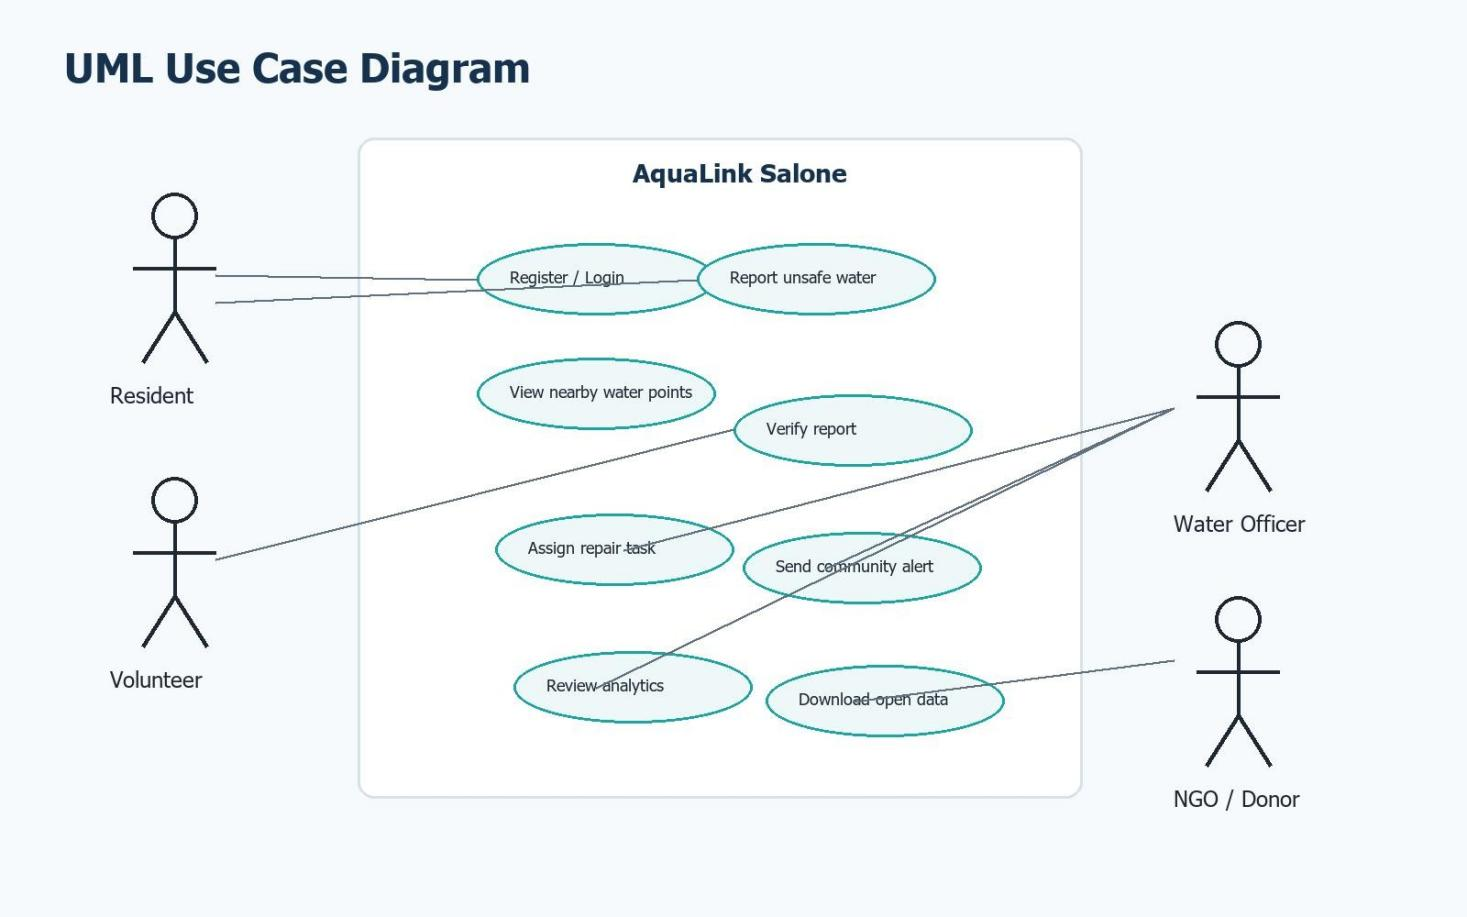 UML Use Case Diagram
AquaLink Salone
Register / Login
Report unsafe water
Resident
View nearby water points
Verify report
Water Officer
Assign repair task
Send community alert
Volunteer
Review analytics
Download open data
NGO / Donor